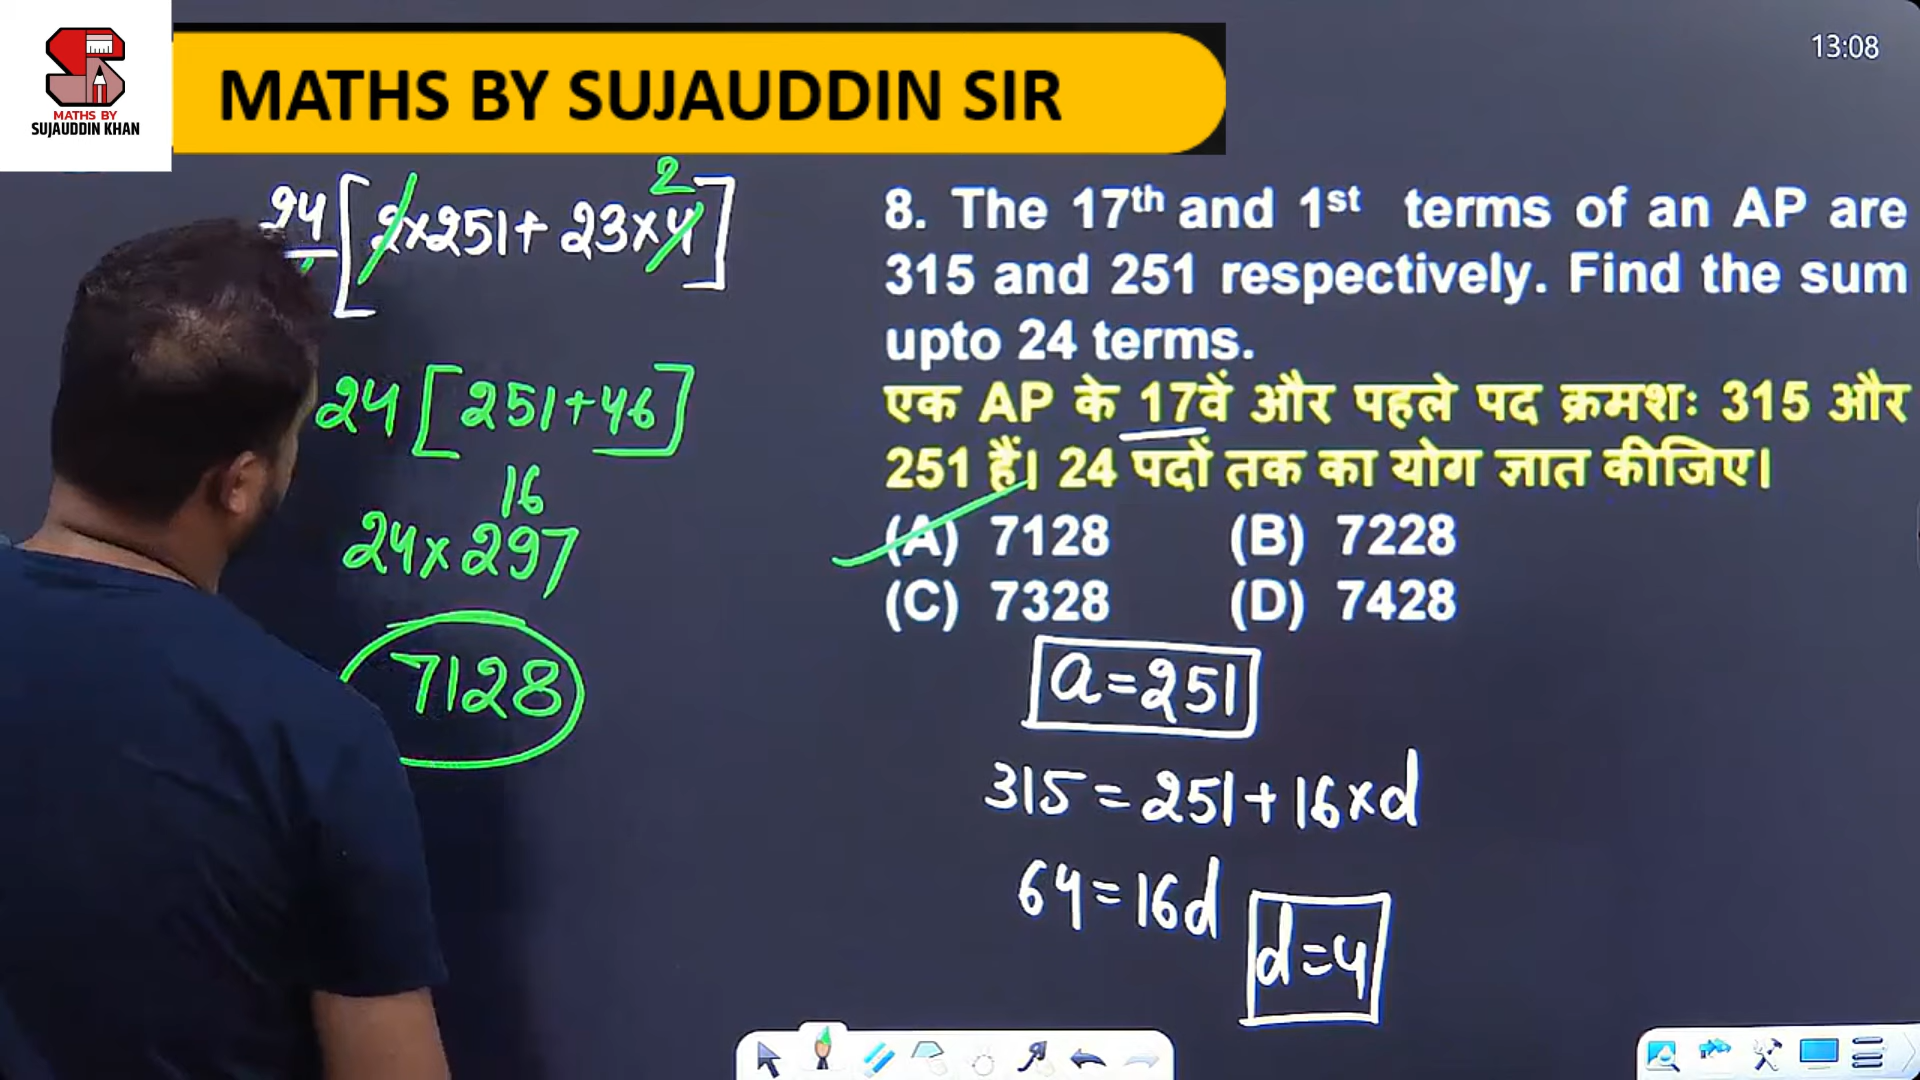 MATHS BY
SUJAUDDIN KHAN
MATHS BY SUJAUDDIN SIR
13:08
24 [2×251+ 23×4]
2
24 [251+46]
16
24×297
7128
8. The 17th and 1st terms of an AP are
315 and 251 respectively. Find the sum
upto 24 terms.
एक AP के 17वें और पहले पद क्रमशः 315 और
251 हैं। 24 पदों तक का योग ज्ञात कीजिए।
(A) 7128 (B) 7228
(C) 7328 (D) 7428
a=251
315=251+16×d
64=16d
d=4